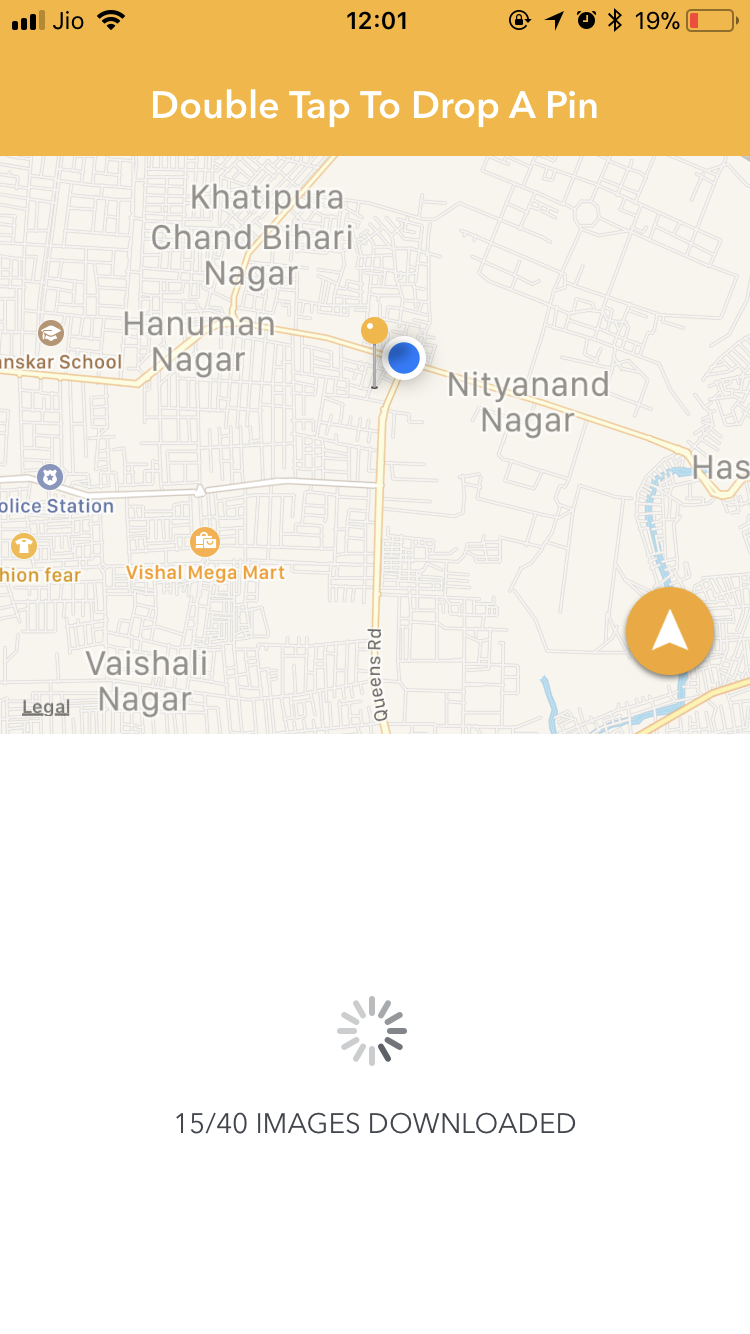 Jio 12:01 19%
Double Tap To Drop A Pin
Khatipura
Chand Bihari
Nagar
Hanuman
Nagar
nskar School
Nityanand
Nagar
Has
olice Station
hion fear
Vishal Mega Mart
Queens Rd
Vaishali
Nagar
Legal
15/40 IMAGES DOWNLOADED